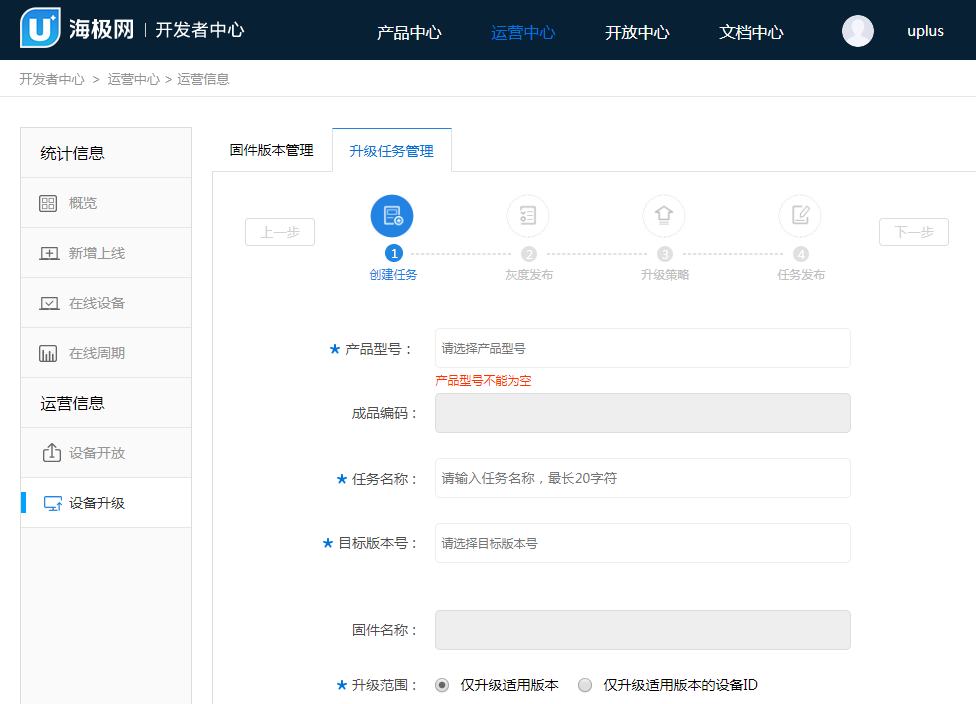 U+ 海极网 | 开发者中心 产品中心 运营中心 开放中心 文档中心 uplus
开发者中心 > 运营中心 > 运营信息
统计信息
概览
新增上线
在线设备
在线周期
运营信息
设备开放
设备升级
固件版本管理 升级任务管理
上一步 下一步
1 2 3 4
创建任务 灰度发布 升级策略 任务发布
★ 产品型号： 请选择产品型号
产品型号不能为空
成品编码：
★ 任务名称： 请输入任务名称，最长20字符
★ 目标版本号： 请选择目标版本号
固件名称：
★ 升级范围： 仅升级适用版本 仅升级适用版本的设备ID